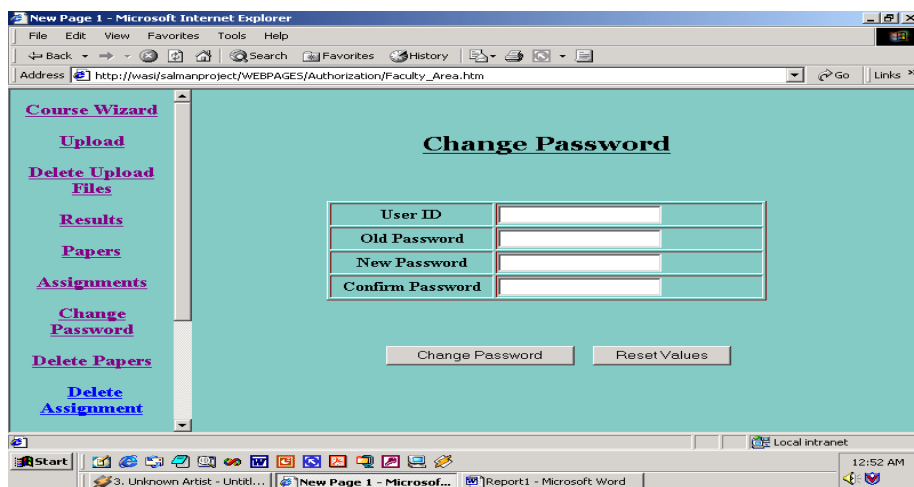 New Page 1 - Microsoft Internet Explorer
File Edit View Favorites Tools Help
Back Search Favorites History
Address http://wasi/salmanproject/WEBPAGES/Authorization/Faculty_Area.htm Go Links »
Course Wizard
Upload
Delete Upload
Files
Results
Papers
Assignments
Change
Password
Delete Papers
Delete
Assignment
Change Password
User ID
Old Password
New Password
Confirm Password
Change Password Reset Values
Local intranet
Start 12:52 AM
3. Unknown Artist - Untitl... New Page 1 - Microsof... Report1 - Microsoft Word